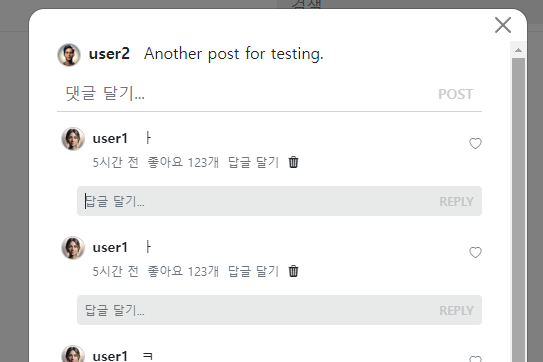 검색
user2 Another post for testing.
댓글 달기... POST
user1 ㅏ
5시간 전 좋아요 123개 답글 달기
답글 달기... REPLY
user1 ㅏ
5시간 전 좋아요 123개 답글 달기
답글 달기... REPLY
user1 ㅋ